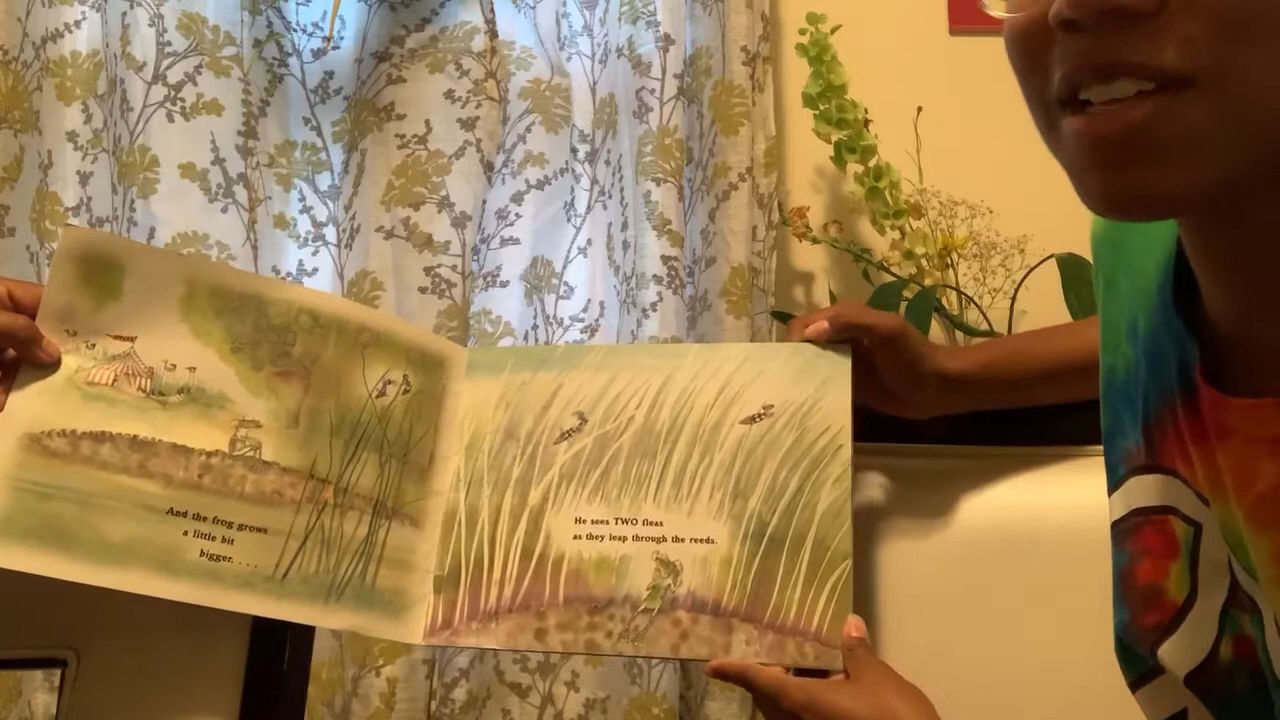 And the frog grows
a little bit
bigger. . . .
He sees TWO fleas
as they leap through the reeds.